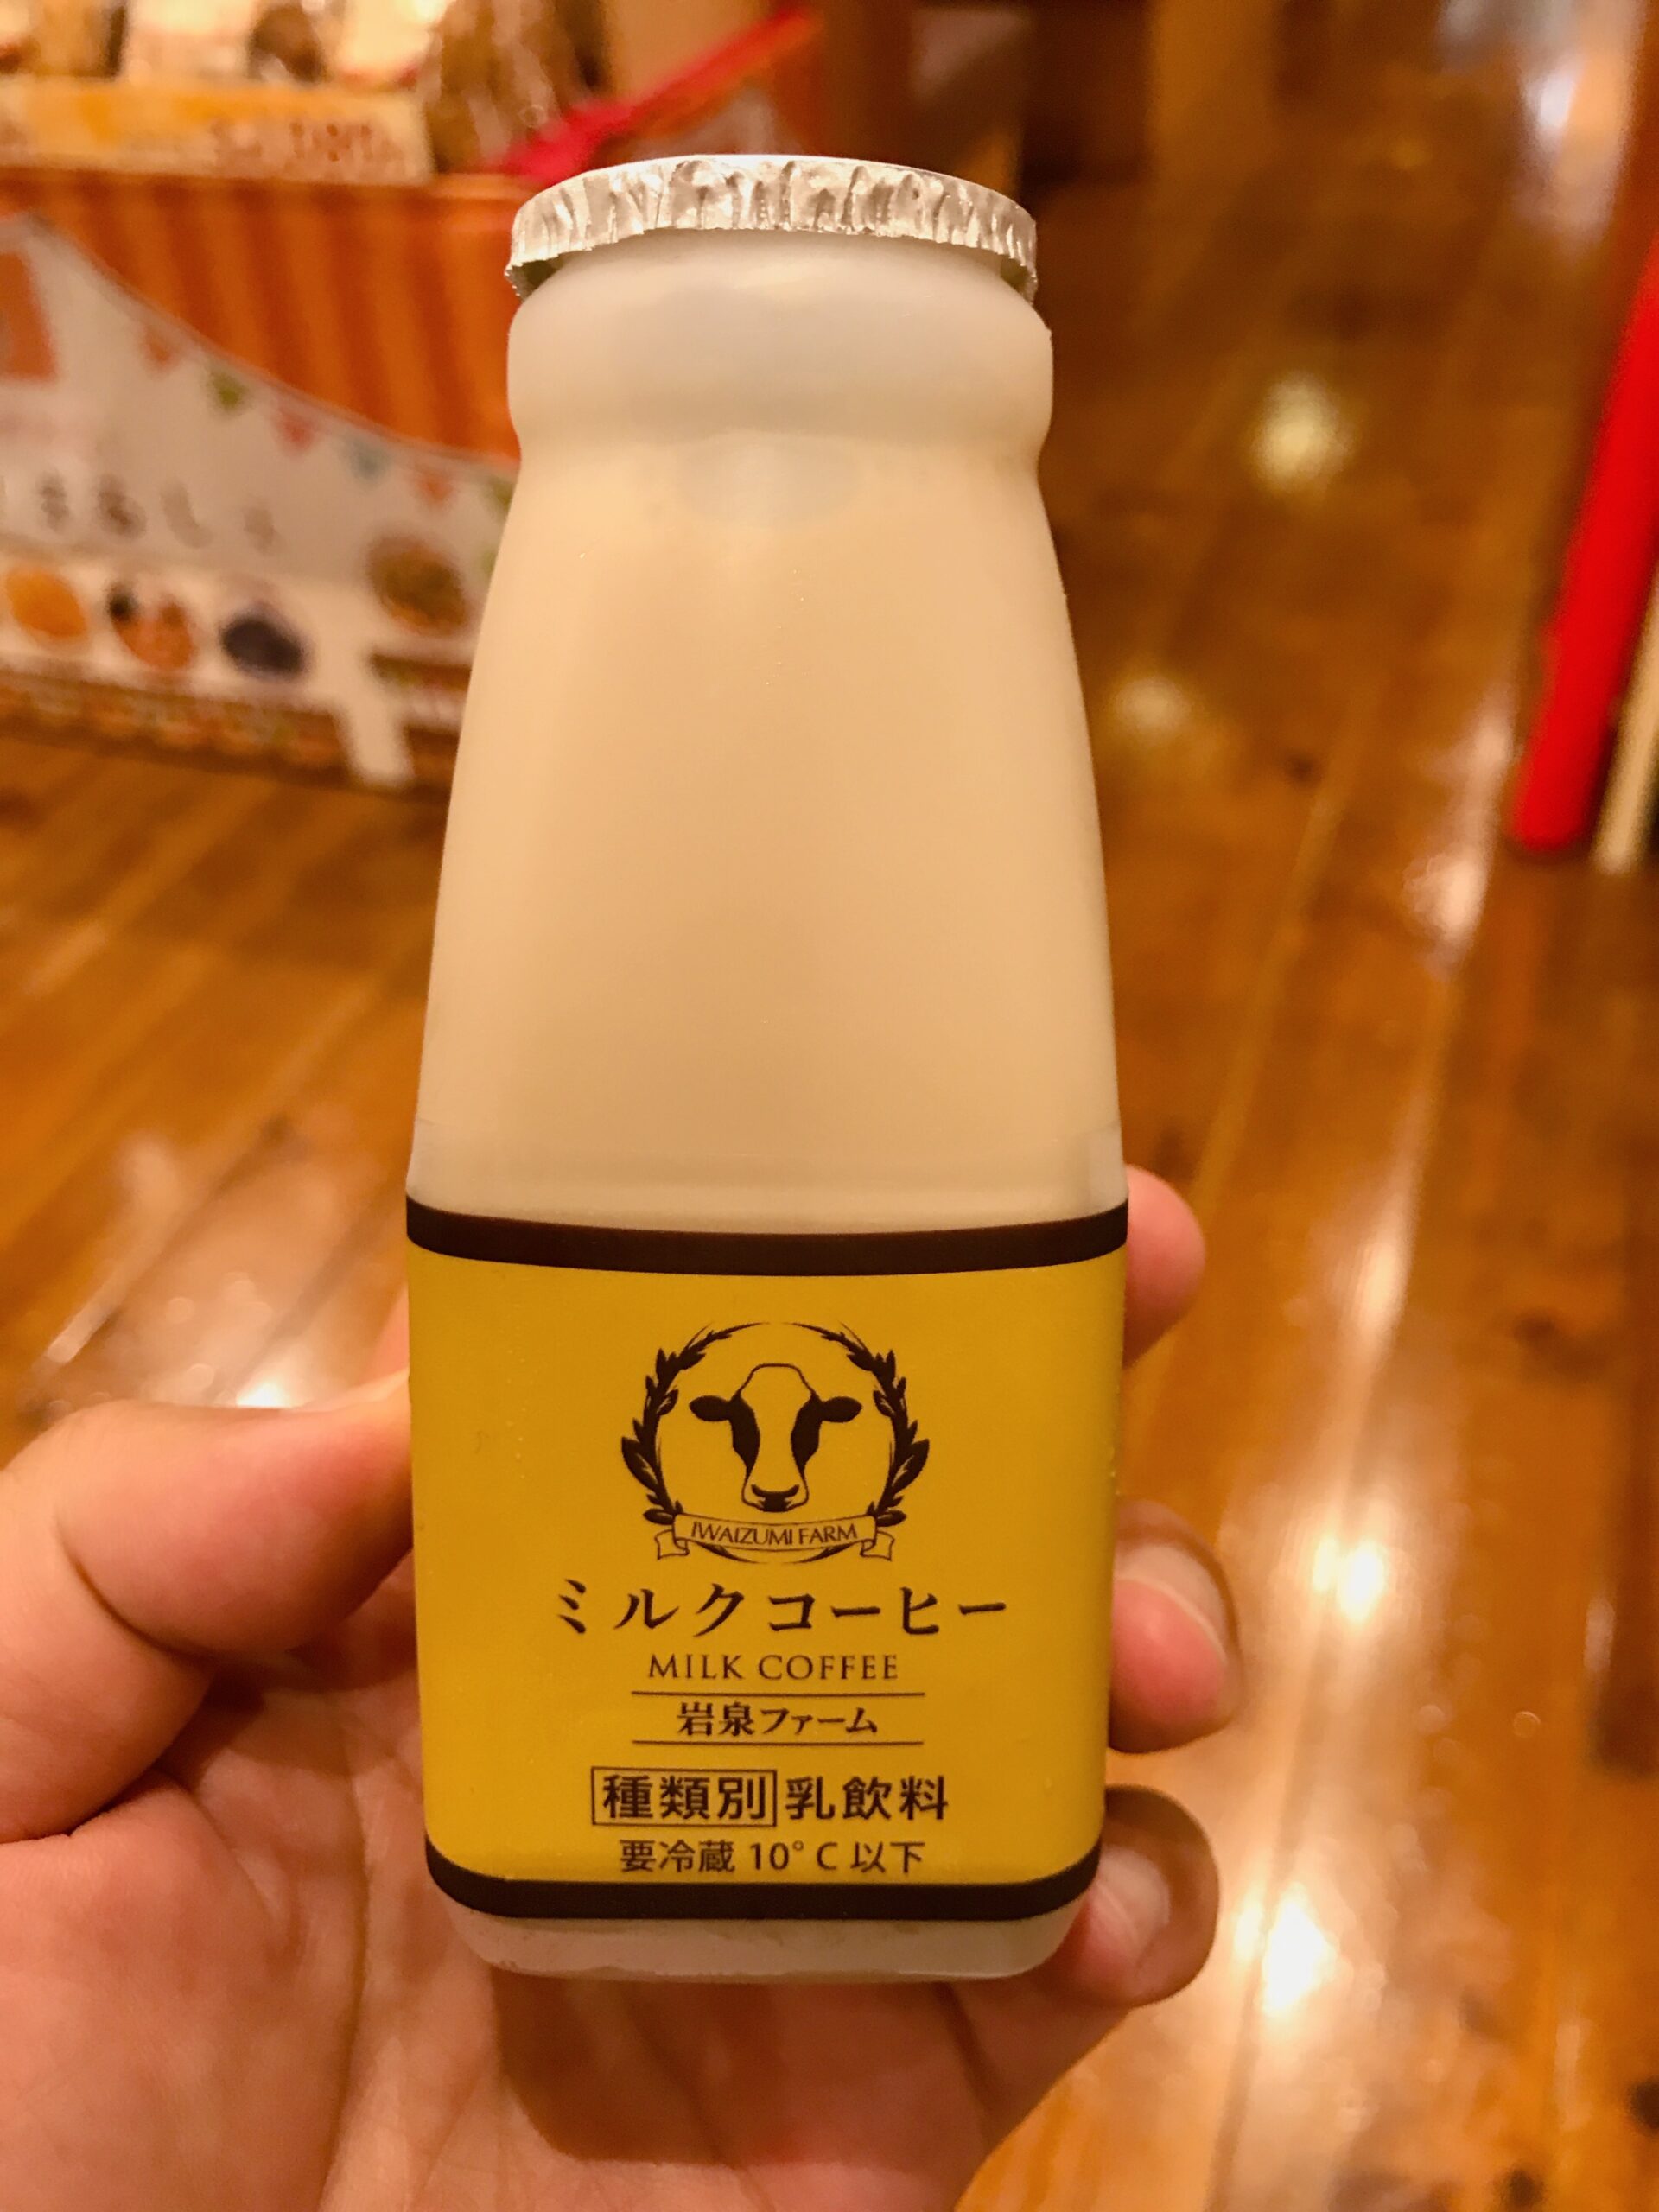 IWAIZUMI FARM
ミルクコーヒー
MILK COFFEE
岩泉ファーム
種類別 乳飲料
要冷蔵 10°C 以下